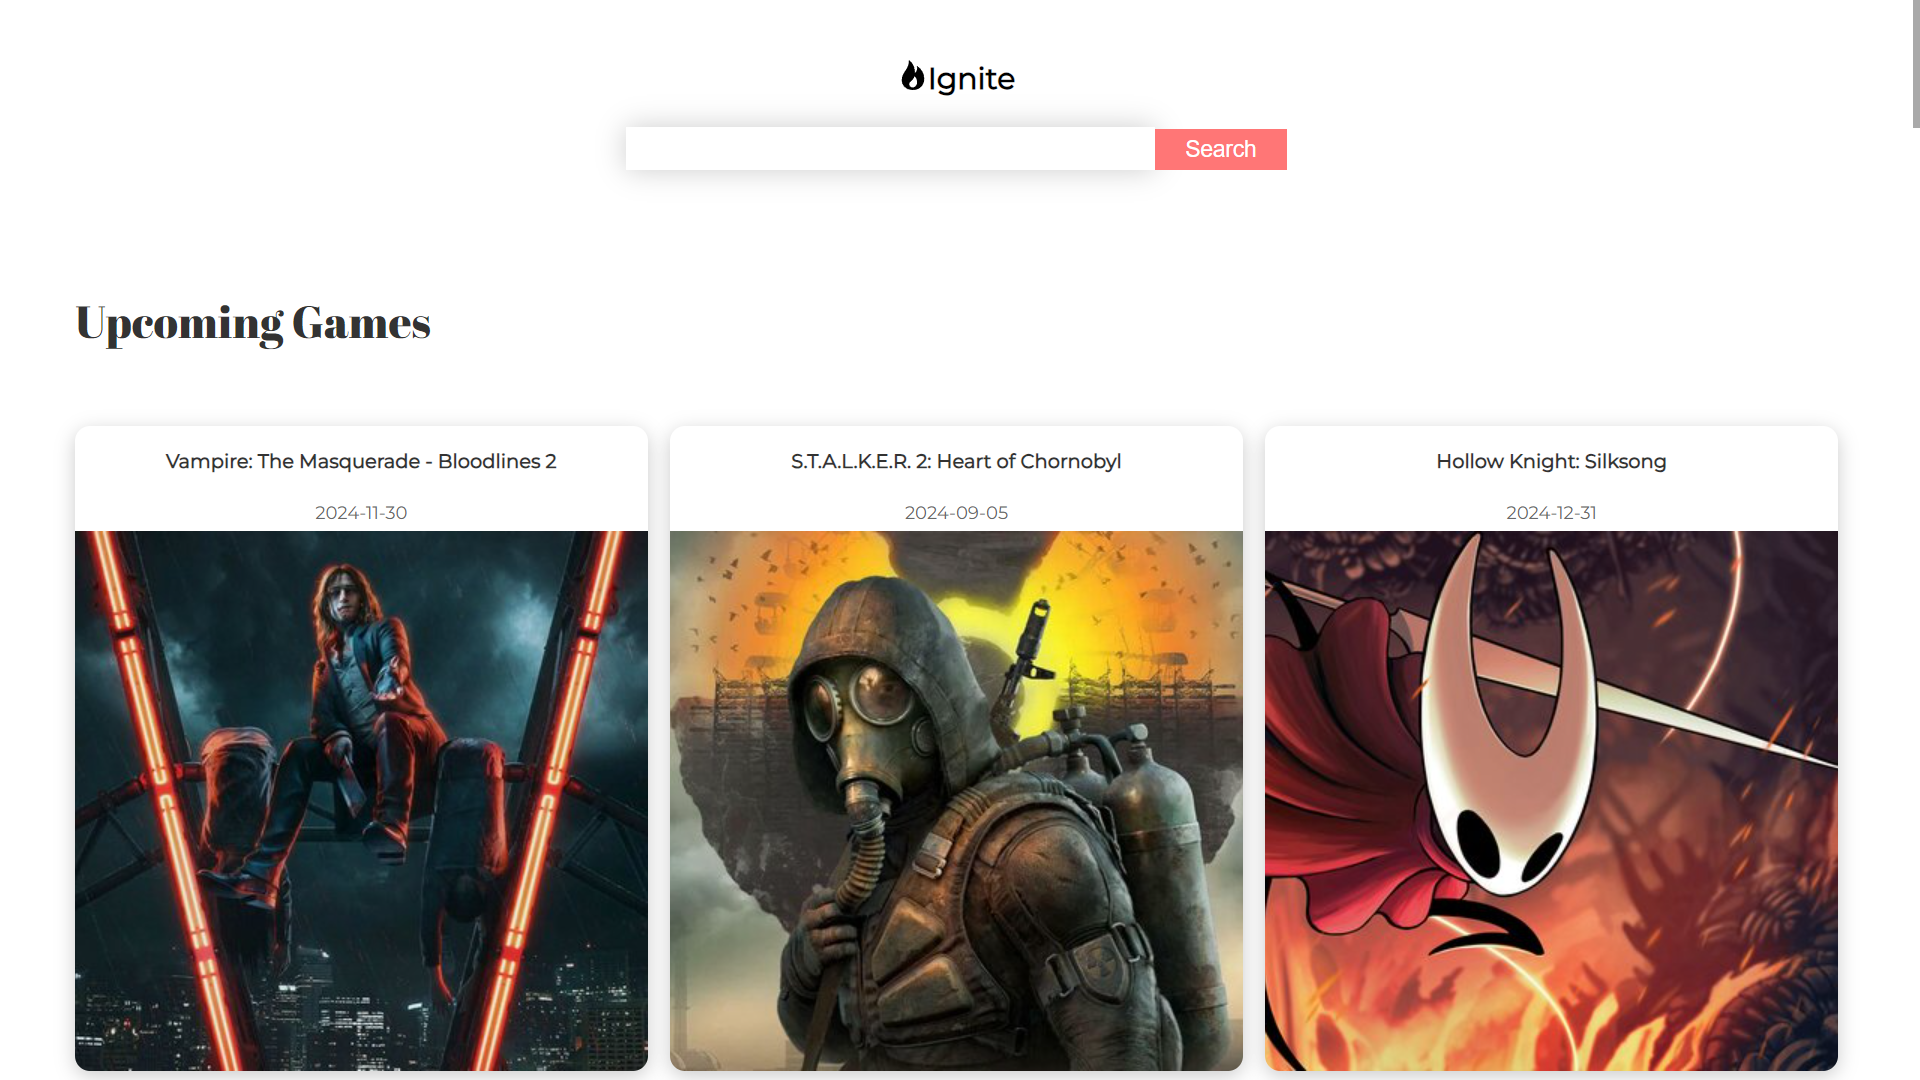 Ignite
Search
Upcoming Games
Vampire: The Masquerade - Bloodlines 2
2024-11-30
S.T.A.L.K.E.R. 2: Heart of Chornobyl
2024-09-05
Hollow Knight: Silksong
2024-12-31